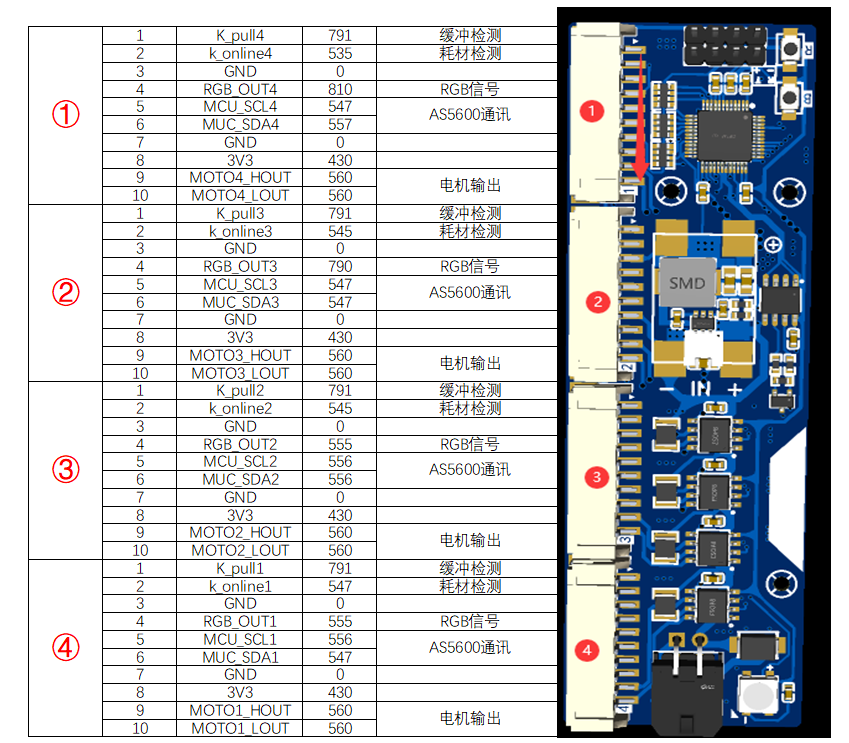 ①
1 K_pull4 791 缓冲检测
2 k_online4 535 耗材检测
3 GND 0
4 RGB_OUT4 810 RGB信号
5 MCU_SCL4 547 AS5600通讯
6 MUC_SDA4 557
7 GND 0
8 3V3 430
9 MOTO4_HOUT 560 电机输出
10 MOTO4_LOUT 560
②
1 K_pull3 791 缓冲检测
2 k_online3 545 耗材检测
3 GND 0
4 RGB_OUT3 790 RGB信号
5 MCU_SCL3 547 AS5600通讯
6 MUC_SDA3 547
7 GND 0
8 3V3 430
9 MOTO3_HOUT 560 电机输出
10 MOTO3_LOUT 560
③
1 K_pull2 791 缓冲检测
2 k_online2 545 耗材检测
3 GND 0
4 RGB_OUT2 555 RGB信号
5 MCU_SCL2 556 AS5600通讯
6 MUC_SDA2 556
7 GND 0
8 3V3 430
9 MOTO2_HOUT 560 电机输出
10 MOTO2_LOUT 560
④
1 K_pull1 791 缓冲检测
2 k_online1 547 耗材检测
3 GND 0
4 RGB_OUT1 555 RGB信号
5 MCU_SCL1 556 AS5600通讯
6 MUC_SDA1 547
7 GND 0
8 3V3 430
9 MOTO1_HOUT 560 电机输出
10 MOTO1_LOUT 560
R
B
1
1
SMD
2
2
- IN +
3
3
4
4
+
-